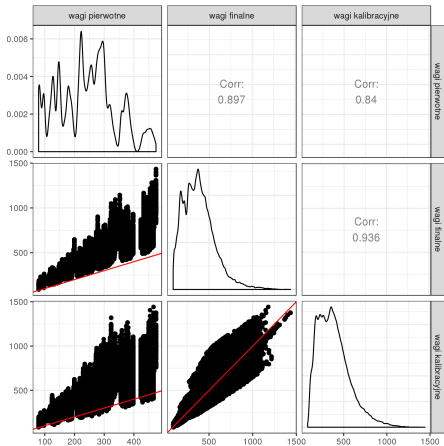 wagi pierwotne
wagi finalne
wagi kalibracyjne
0.006
0.004
0.002
0.000
Corr:
0.897
Corr:
0.84
wagi pierwotne
1500
1000
500
Corr:
0.936
wagi finalne
1500
1000
500
wagi kalibracyjne
100
200
300
400
500
1000
1500
500
1000
1500